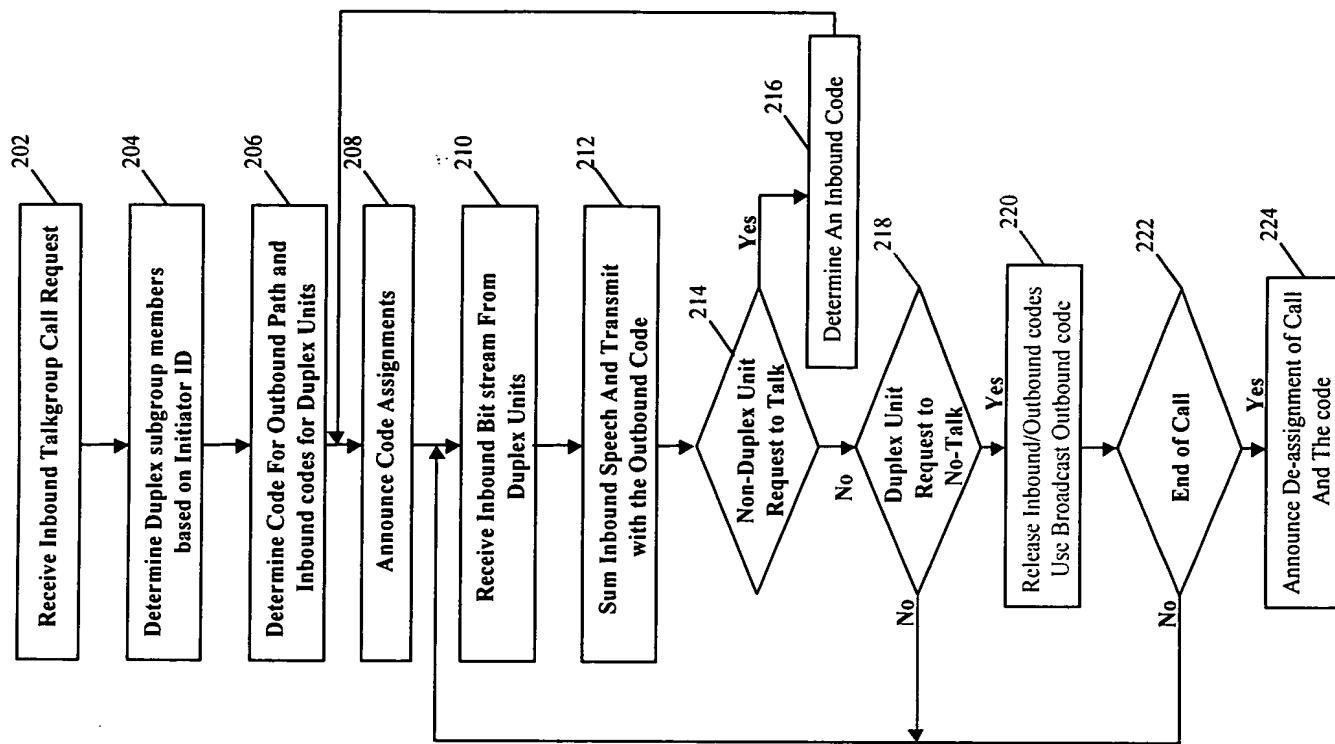 202
Receive Inbound Talkgroup Call Request
204
Determine Duplex subgroup members
based on Initiator ID
206
Determine Code For Outbound Path and
Inbound codes for Duplex Units
208
Announce Code Assignments
210
Receive Inbound Bit stream From
Duplex Units
212
Sum Inbound Speech And Transmit
with the Outbound Code
214
Non-Duplex Unit
Request to Talk
Yes
No
216
Determine An Inbound Code
218
Duplex Unit
Request to
No-Talk
Yes
No
220
Release Inbound/Outbound codes
Use Broadcast Outbound code
222
End of Call
Yes
No
224
Announce De-assignment of Call
And The code